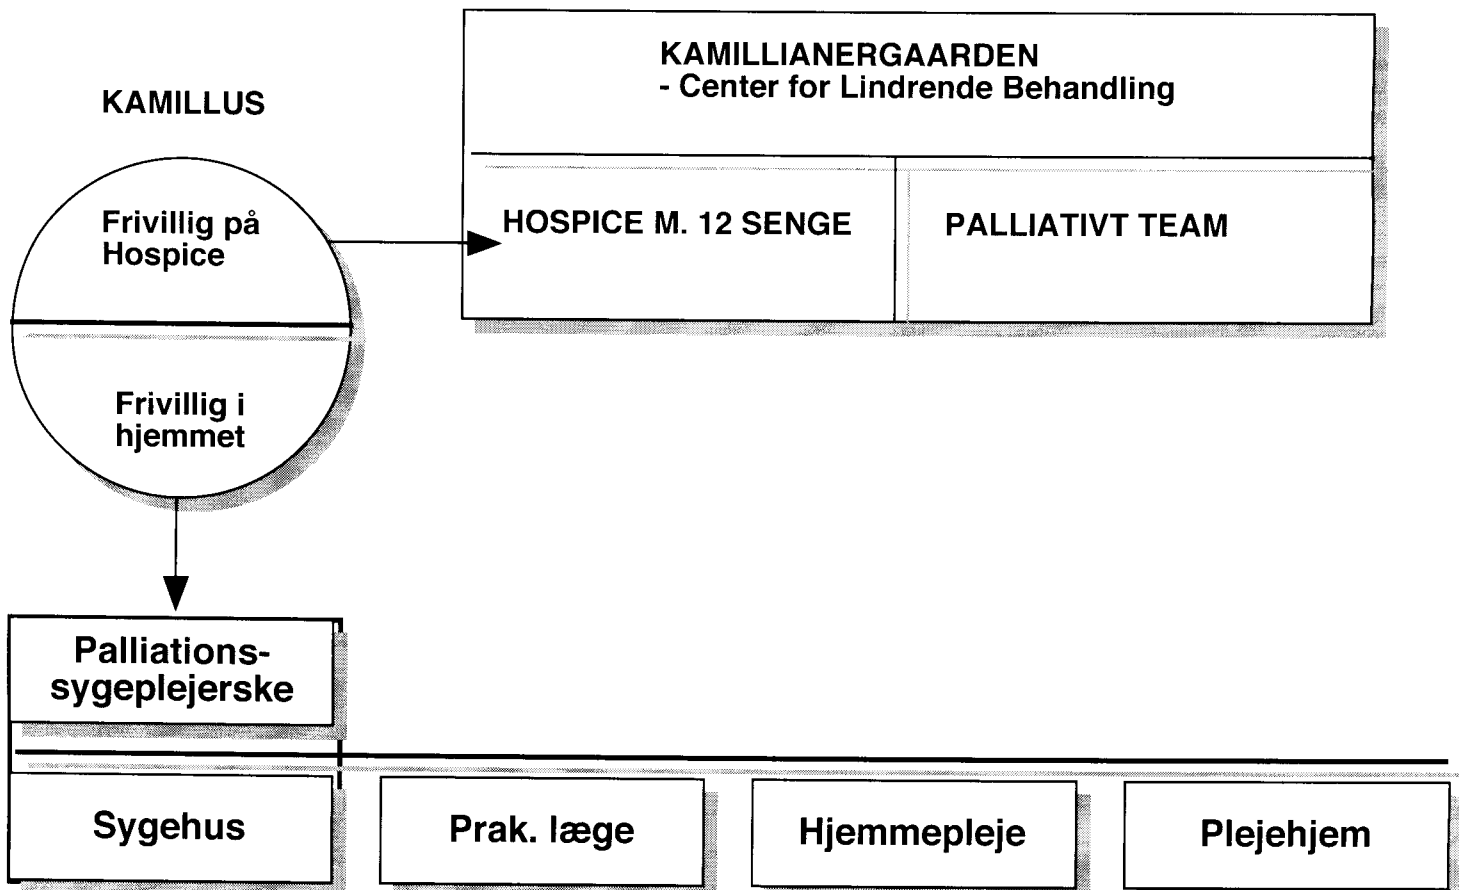 KAMILLUS
Frivillig på
Hospice
Frivillig i
hjemmet
KAMILLIANERGAARDEN
- Center for Lindrende Behandling
HOSPICE M. 12 SENGE
PALLIATIVT TEAM
Palliations-
sygeplejerske
Sygehus
Prak. læge
Hjemmepleje
Plejehjem